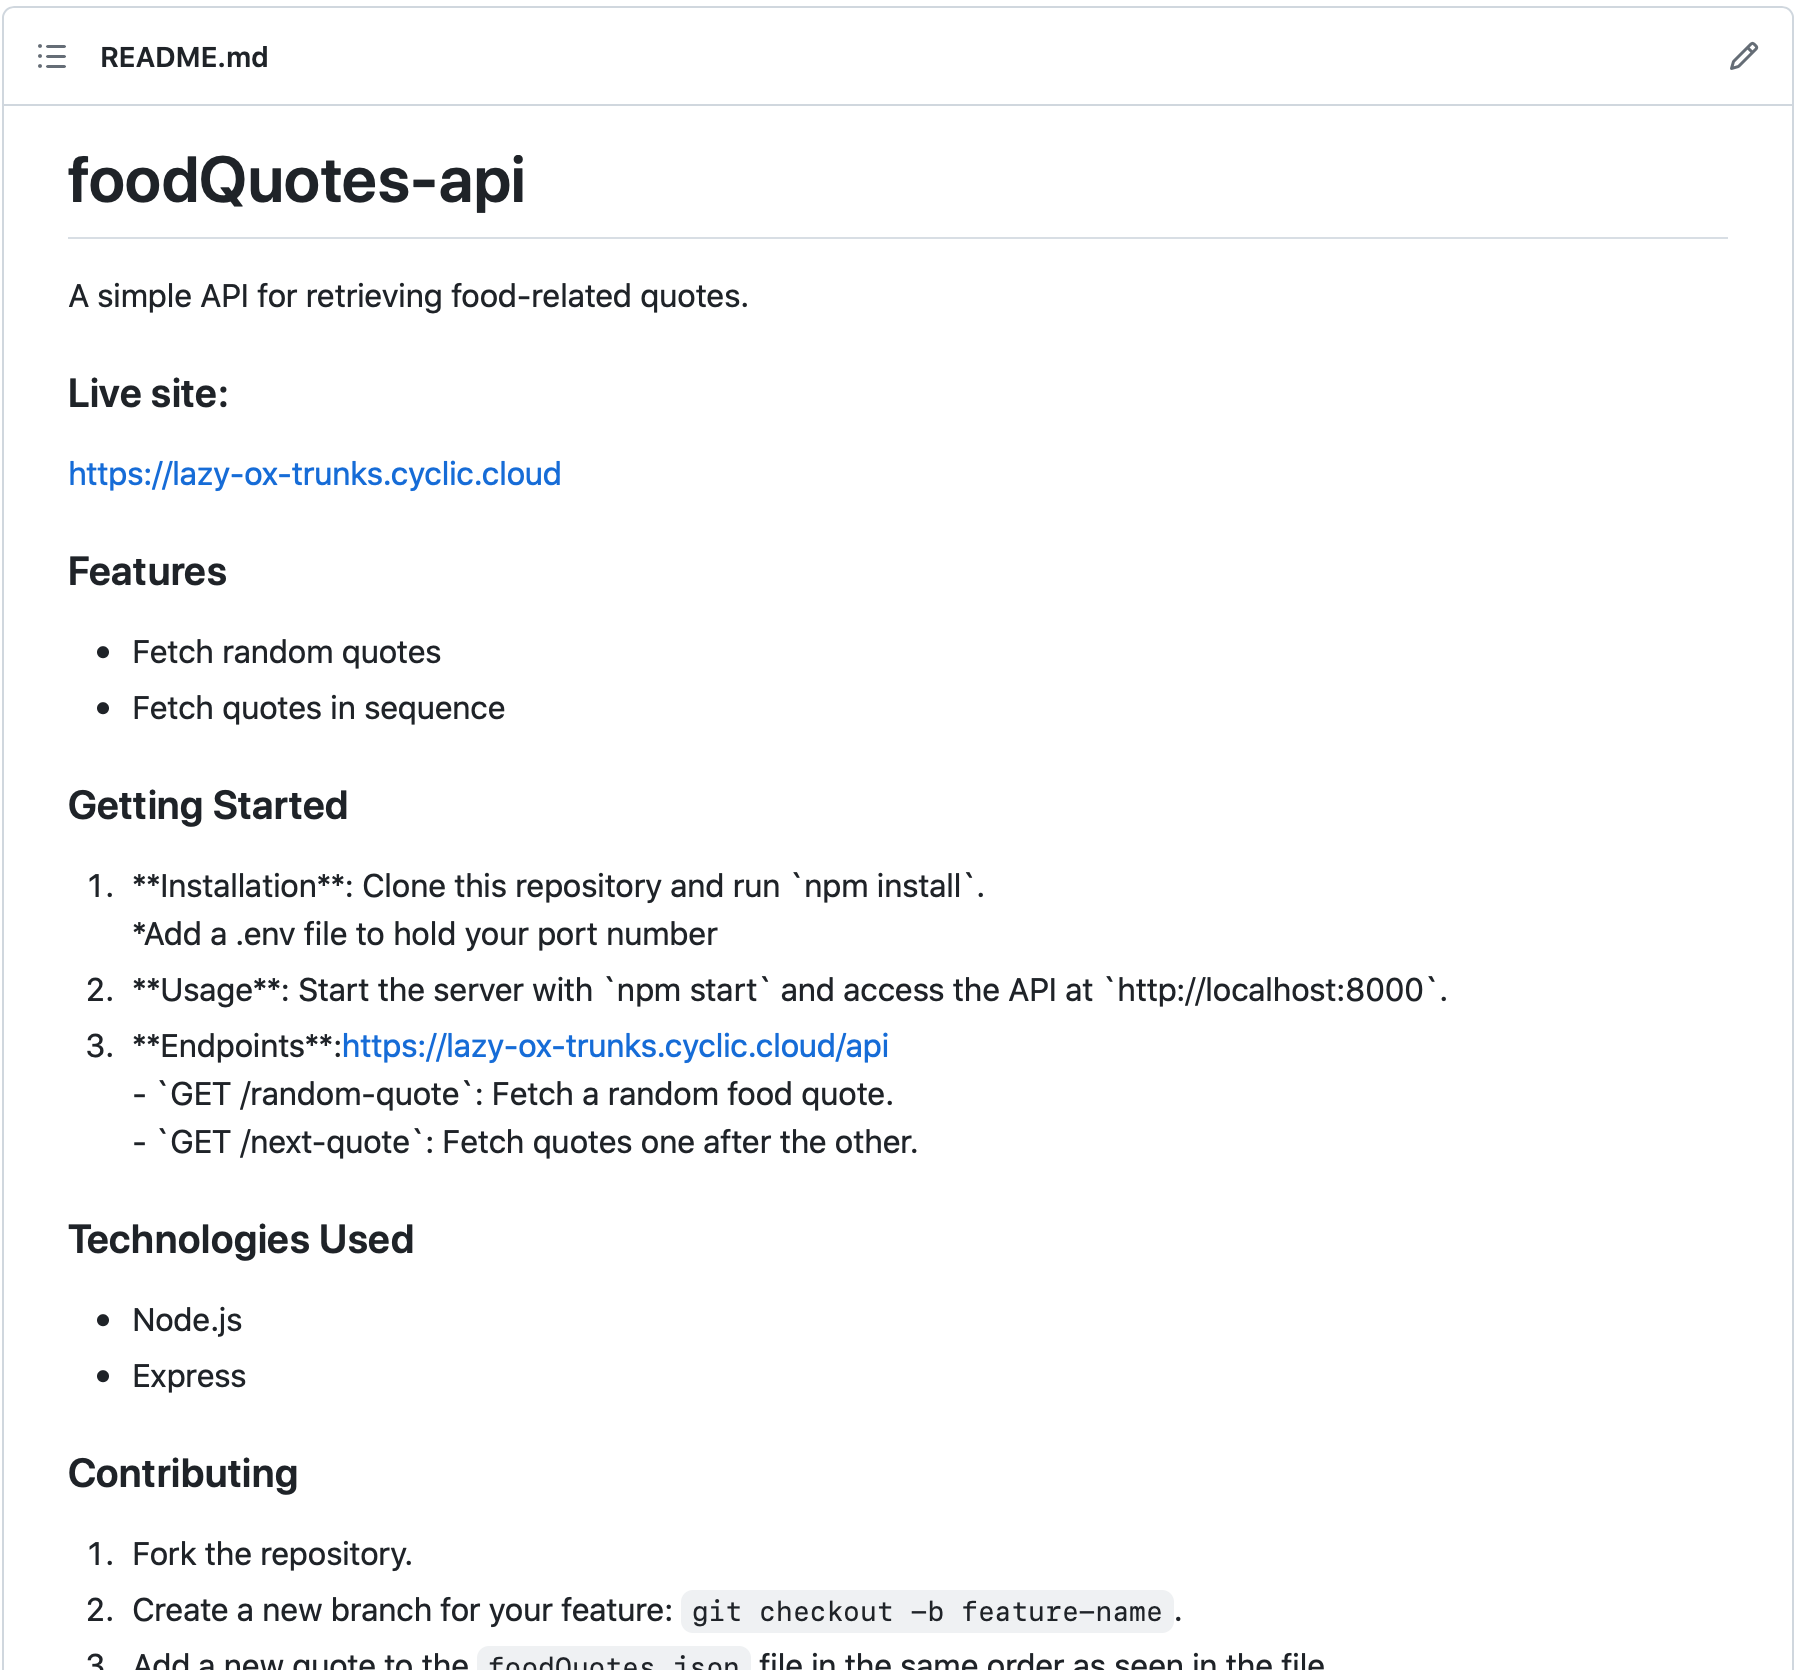 README.md
foodQuotes-api
A simple API for retrieving food-related quotes.
Live site:
https://lazy-ox-trunks.cyclic.cloud
Features
• Fetch random quotes
• Fetch quotes in sequence
Getting Started
1. **Installation**: Clone this repository and run `npm install`.
*Add a .env file to hold your port number
2. **Usage**: Start the server with `npm start` and access the API at `http://localhost:8000`.
3. **Endpoints**:https://lazy-ox-trunks.cyclic.cloud/api
- `GET /random-quote`: Fetch a random food quote.
- `GET /next-quote`: Fetch quotes one after the other.
Technologies Used
• Node.js
• Express
Contributing
1. Fork the repository.
2. Create a new branch for your feature: git checkout -b feature-name.
3. Add a new quote to the foodQuotes.json file in the same order as seen in the file